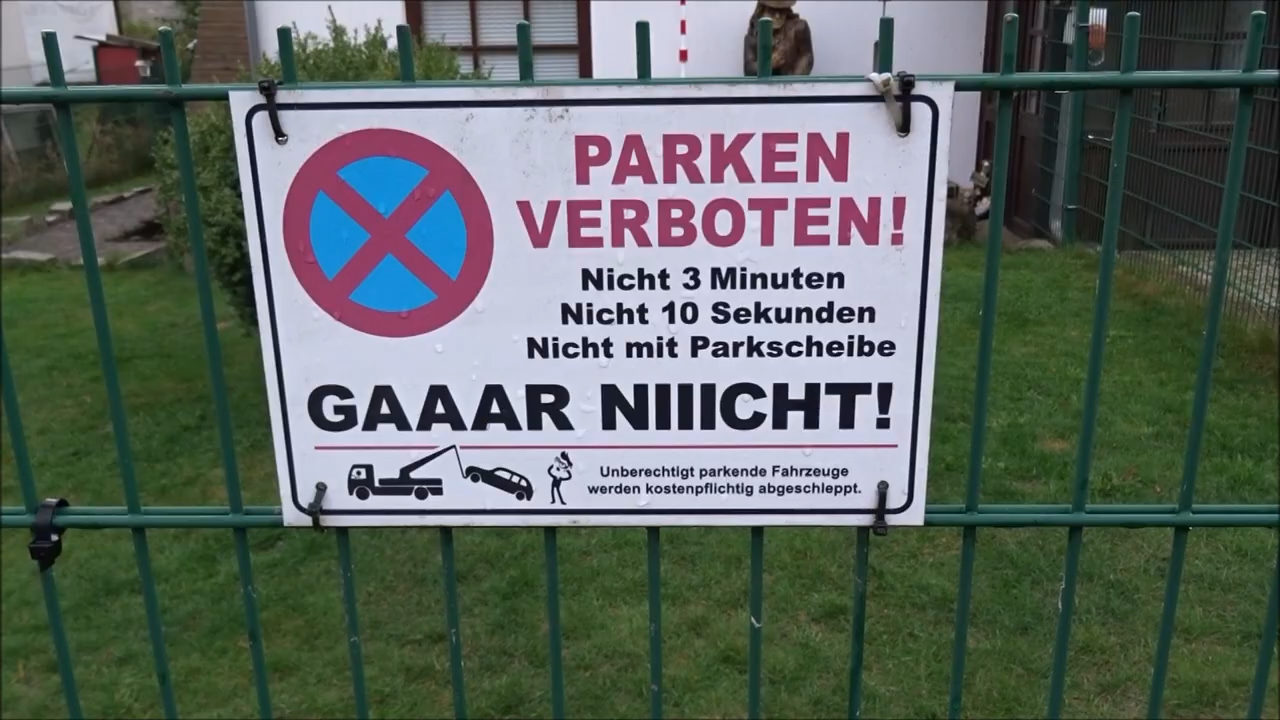 PARKEN
VERBOTEN!
Nicht 3 Minuten
Nicht 10 Sekunden
Nicht mit Parkscheibe
GAAAR NIIICHT!
Unberechtigt parkende Fahrzeuge
werden kostenpflichtig abgeschleppt.